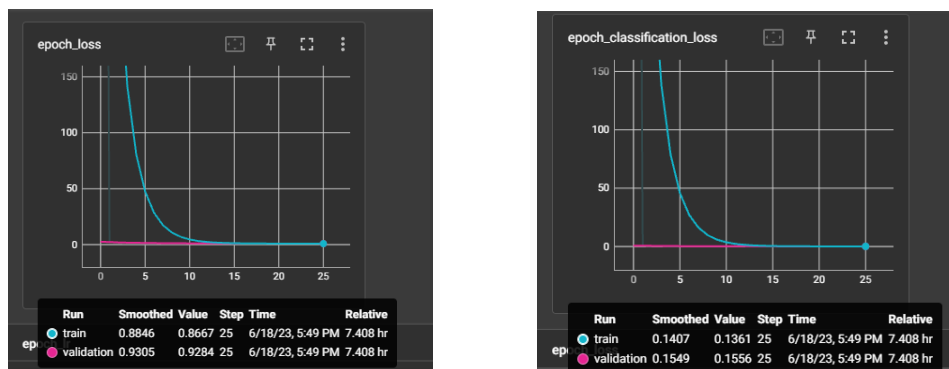 epoch_loss
150
100
50
0
0 5 10 15 20 25
Run Smoothed Value Step Time Relative
train 0.8846 0.8667 25 6/18/23, 5:49 PM 7.408 hr
validation 0.9305 0.9284 25 6/18/23, 5:49 PM 7.408 hr
epoch_classification_loss
150
100
50
0
0 5 10 15 20 25
Run Smoothed Value Step Time Relative
train 0.1407 0.1361 25 6/18/23, 5:49 PM 7.408 hr
validation 0.1549 0.1556 25 6/18/23, 5:49 PM 7.408 hr